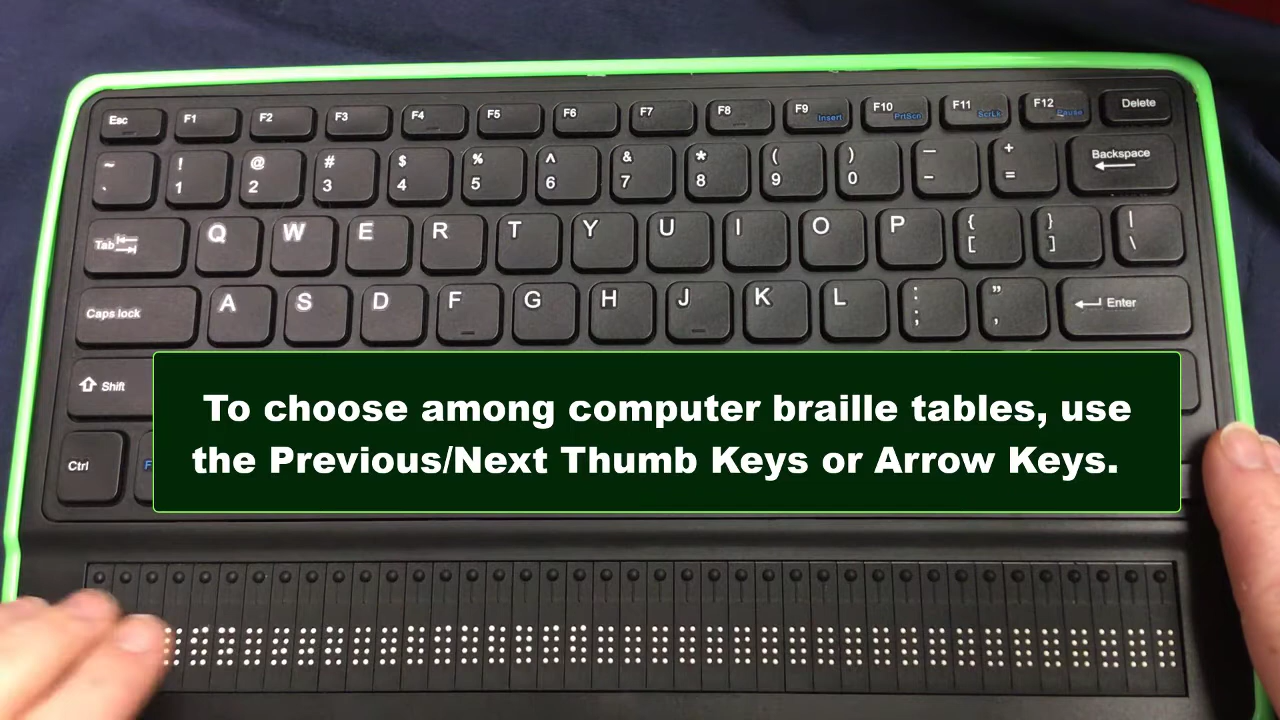 Esc F1 F2 F3 F4 F5 F6 F7 F8 F9 Insert F10 PrtScn F11 ScrLk F12 Pause Delete
~ ` ! 1 @ 2 # 3 $ 4 % 5 ^ 6 & 7 * 8 ( 9 ) 0 — - + = Backspace
Tab Q W E R T Y U I O P { [ } ] | \
Caps lock A S D F G H J K L : ; " , Enter
Shift
Ctrl F
To choose among computer braille tables, use
the Previous/Next Thumb Keys or Arrow Keys.